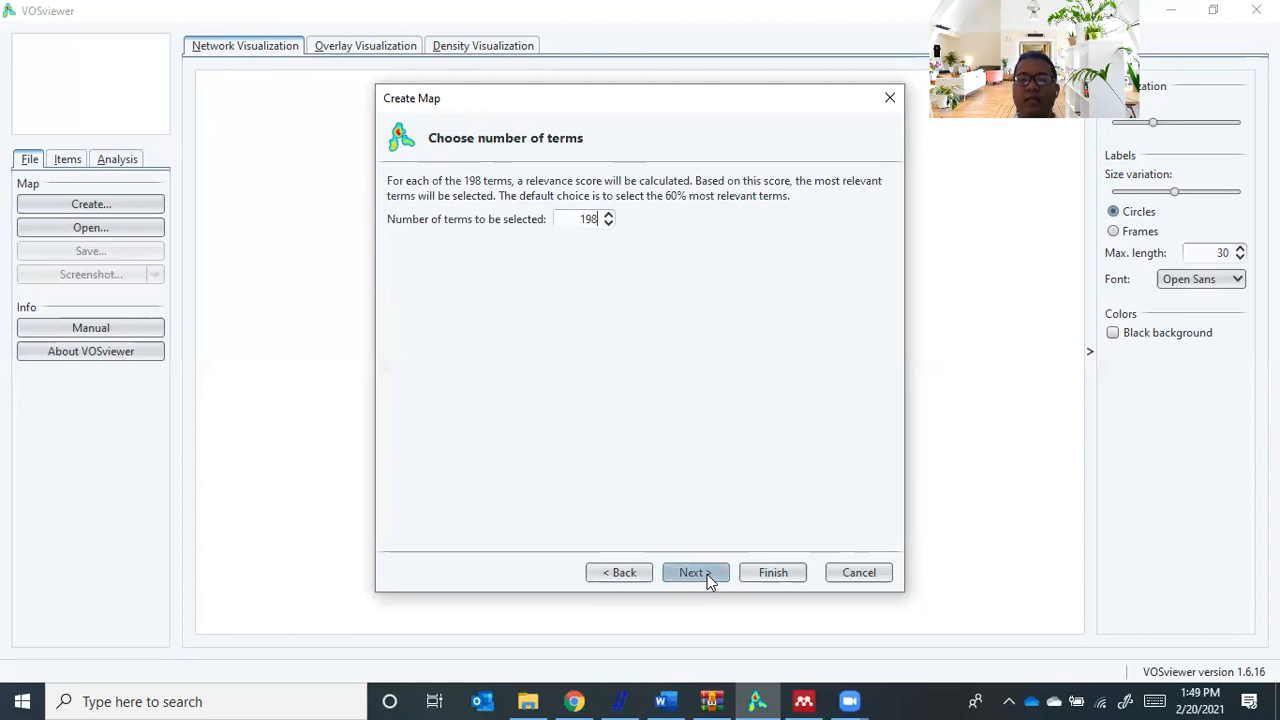 VOSviewer
Network Visualization
Overlay Visualization
Density Visualization
File
Items
Analysis
Map
Create...
Open...
Save...
Screenshot...
Info
Manual
About VOSviewer
Create Map
Choose number of terms
For each of the 198 terms, a relevance score will be calculated. Based on this score, the most relevant
terms will be selected. The default choice is to select the 60% most relevant terms.
Number of terms to be selected: 198
< Back
Next >
Finish
Cancel
Labels
Size variation:
Circles
Frames
Max. length: 30
Font: Open Sans
Colors
Black background
>
VOSviewer version 1.6.16
Type here to search
1:49 PM
2/20/2021